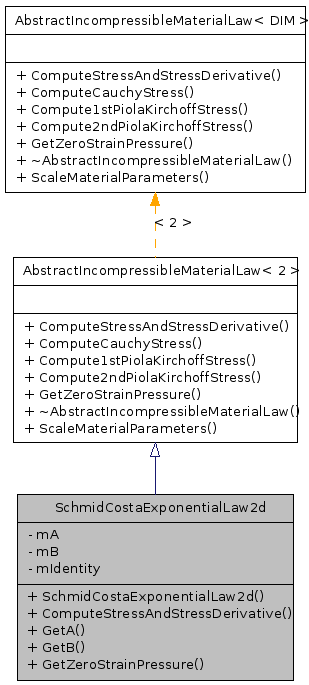 AbstractIncompressibleMaterialLaw< DIM >
+ ComputeStressAndStressDerivative()
+ ComputeCauchyStress()
+ Compute1stPiolaKirchoffStress()
+ Compute2ndPiolaKirchoffStress()
+ GetZeroStrainPressure()
+ ~AbstractIncompressibleMaterialLaw()
+ ScaleMaterialParameters()
< 2 >
AbstractIncompressibleMaterialLaw< 2 >
+ ComputeStressAndStressDerivative()
+ ComputeCauchyStress()
+ Compute1stPiolaKirchoffStress()
+ Compute2ndPiolaKirchoffStress()
+ GetZeroStrainPressure()
+ ~AbstractIncompressibleMaterialLaw()
+ ScaleMaterialParameters()
SchmidCostaExponentialLaw2d
- mA
- mB
- mIdentity
+ SchmidCostaExponentialLaw2d()
+ ComputeStressAndStressDerivative()
+ GetA()
+ GetB()
+ GetZeroStrainPressure()